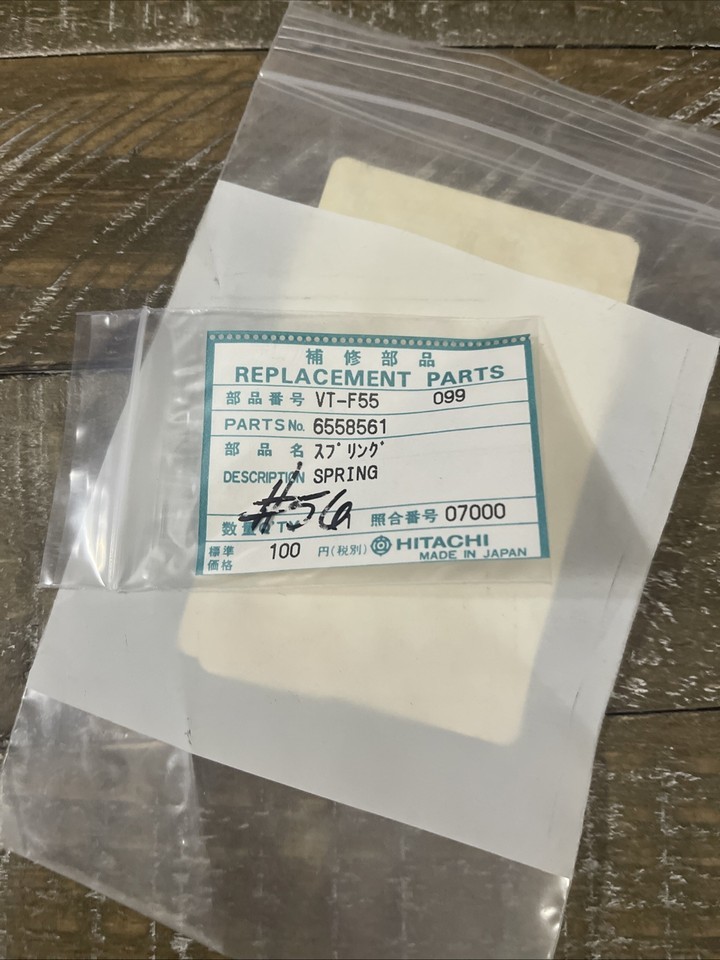 補修部品
REPLACEMENT PARTS
部品番号 VT-F55 099
PARTS No. 6558561
部品名 スプリング
DESCRIPTION SPRING
#56
数量 Q'TY 照合番号 07000
標準価格 100 円(税別) HITACHI
MADE IN JAPAN